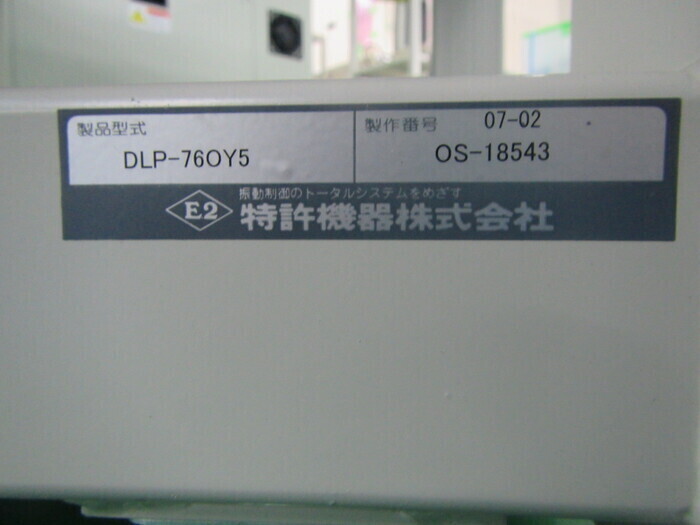 製品型式
DLP-760Y5
製作番号 07-02
OS-18543
振動制御のトータルシステムをめざす
E2 特許機器株式会社